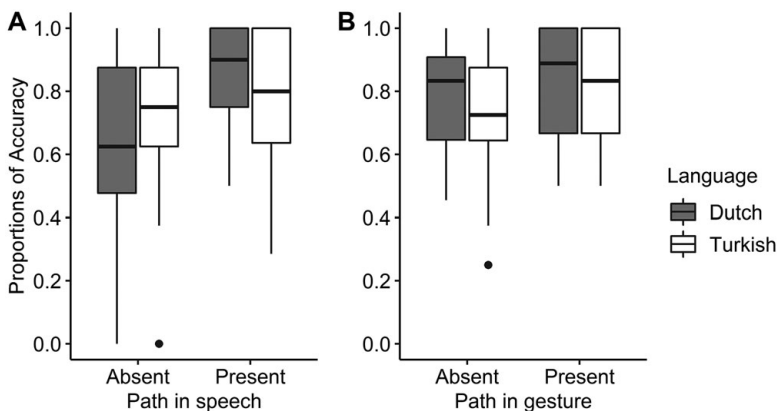 A
B
Proportions of Accuracy
1.0
0.8
0.6
0.4
0.2
0.0
Absent Present
Path in speech
1.0
0.8
0.6
0.4
0.2
0.0
Absent Present
Path in gesture
Language
Dutch
Turkish